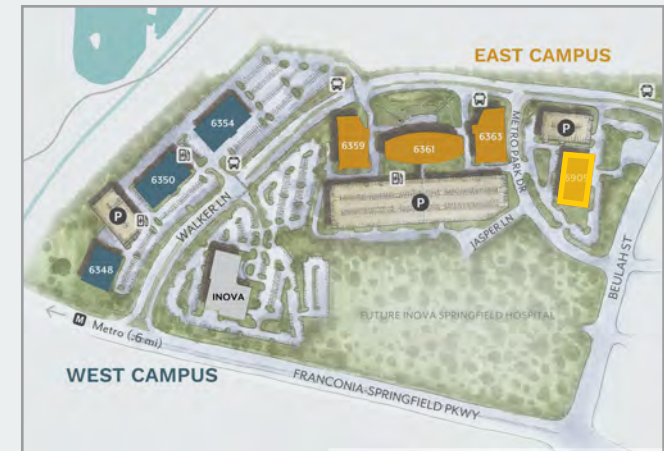 EAST CAMPUS
6354
6359
6361
6363
P
6905
6350
P
P
METRO PARK DR
WALKER LN
JASPER LN
BEULAH ST
6348
INOVA
FUTURE INOVA SPRINGFIELD HOSPITAL
M Metro (.6 mi)
WEST CAMPUS
FRANCONIA-SPRINGFIELD PKWY